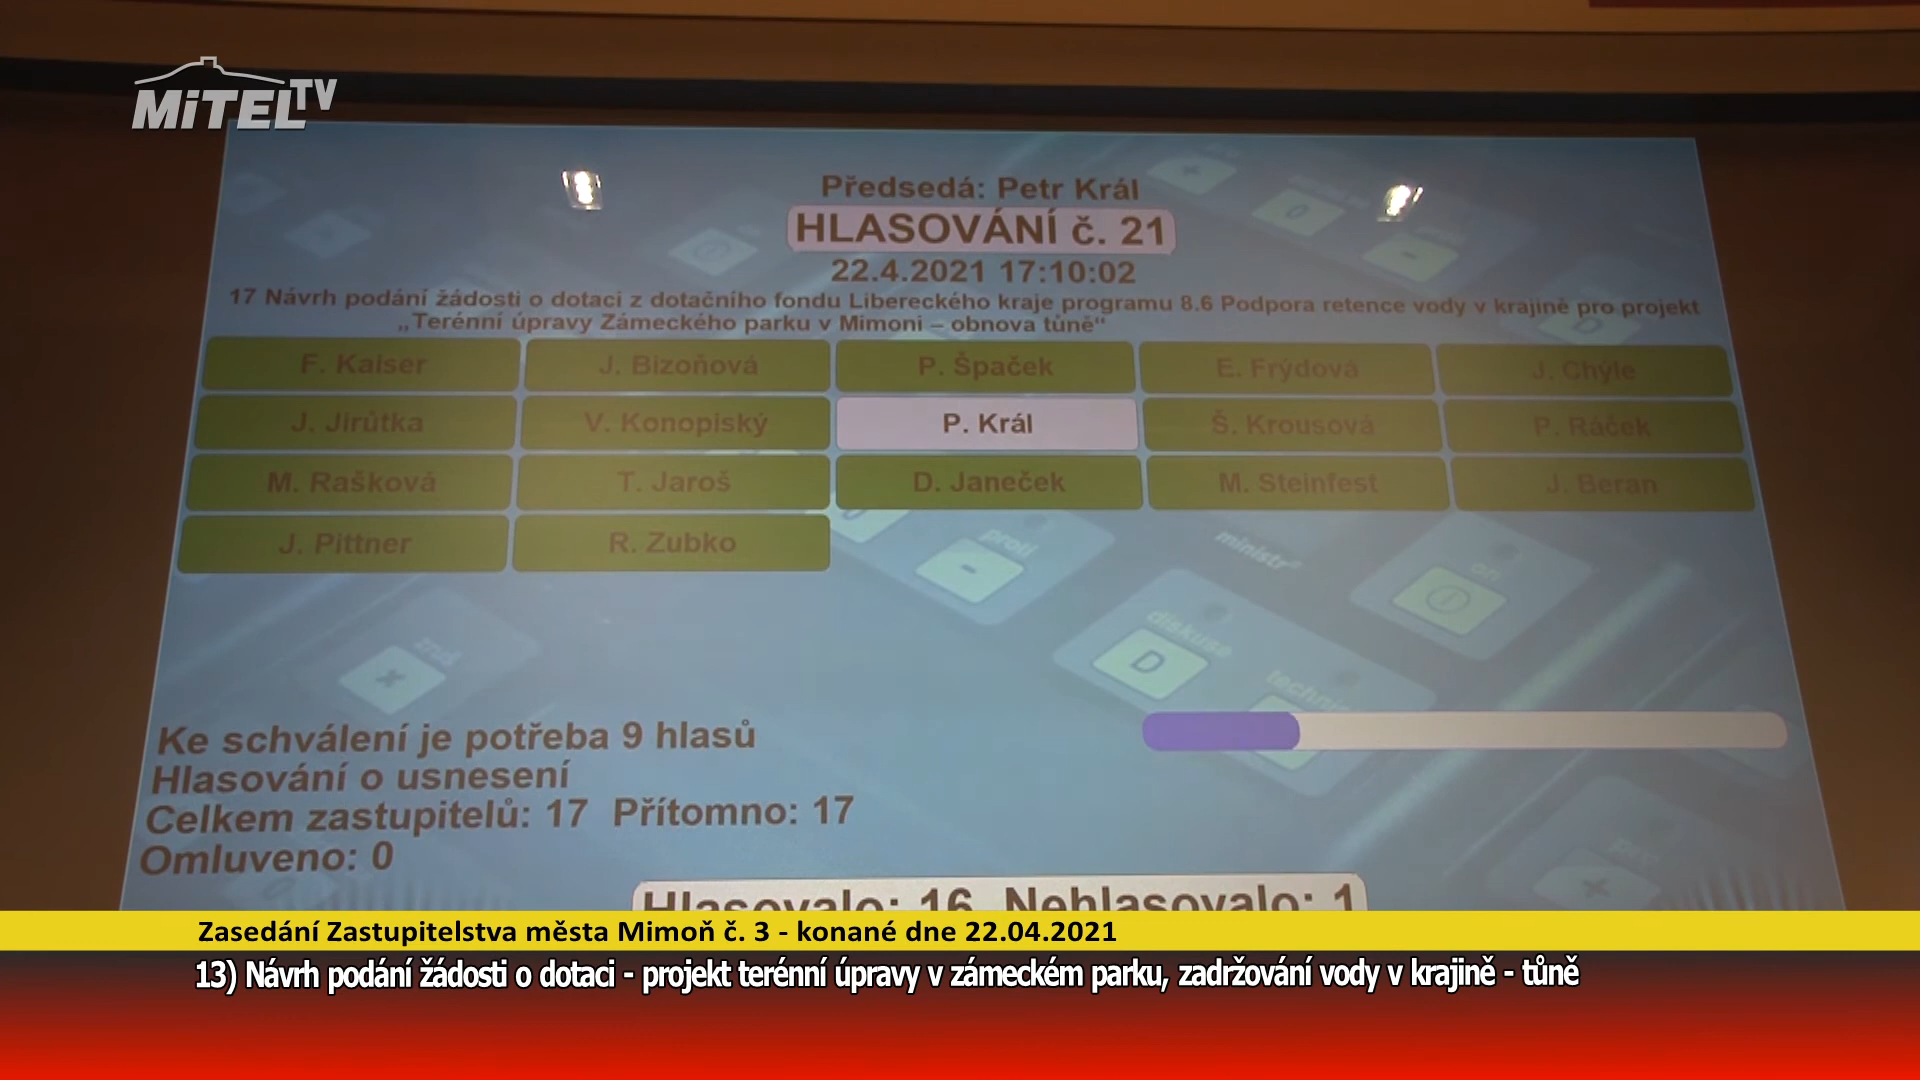 MiTEL TV
Předsedá: Petr Král
HLASOVÁNÍ č. 21
22.4.2021 17:10:02
17 Návrh podání žádosti o dotaci z dotačního fondu Libereckého kraje programu 8.6 Podpora retence vody v krajině pro projekt
„Terénní úpravy Zámeckého parku v Mimoni – obnova tůně“
F. Kaiser J. Bizoňová P. Špaček E. Frýdová J. Chýle
J. Jirůtka V. Konopiský P. Král Š. Krousová P. Ráček
M. Rašková T. Jaroš D. Janeček M. Steinfest J. Beran
J. Pittner R. Zubko
proti
diskuse
D
Ke schválení je potřeba 9 hlasů
Hlasování o usnesení
Celkem zastupitelů: 17 Přítomno: 17
Omluveno: 0
Hlasovalo: 16 Nehlasovalo: 1
Zasedání Zastupitelstva města Mimoň č. 3 - konané dne 22.04.2021
13) Návrh podání žádosti o dotaci - projekt terénní úpravy v zámeckém parku, zadržování vody v krajině - tůně